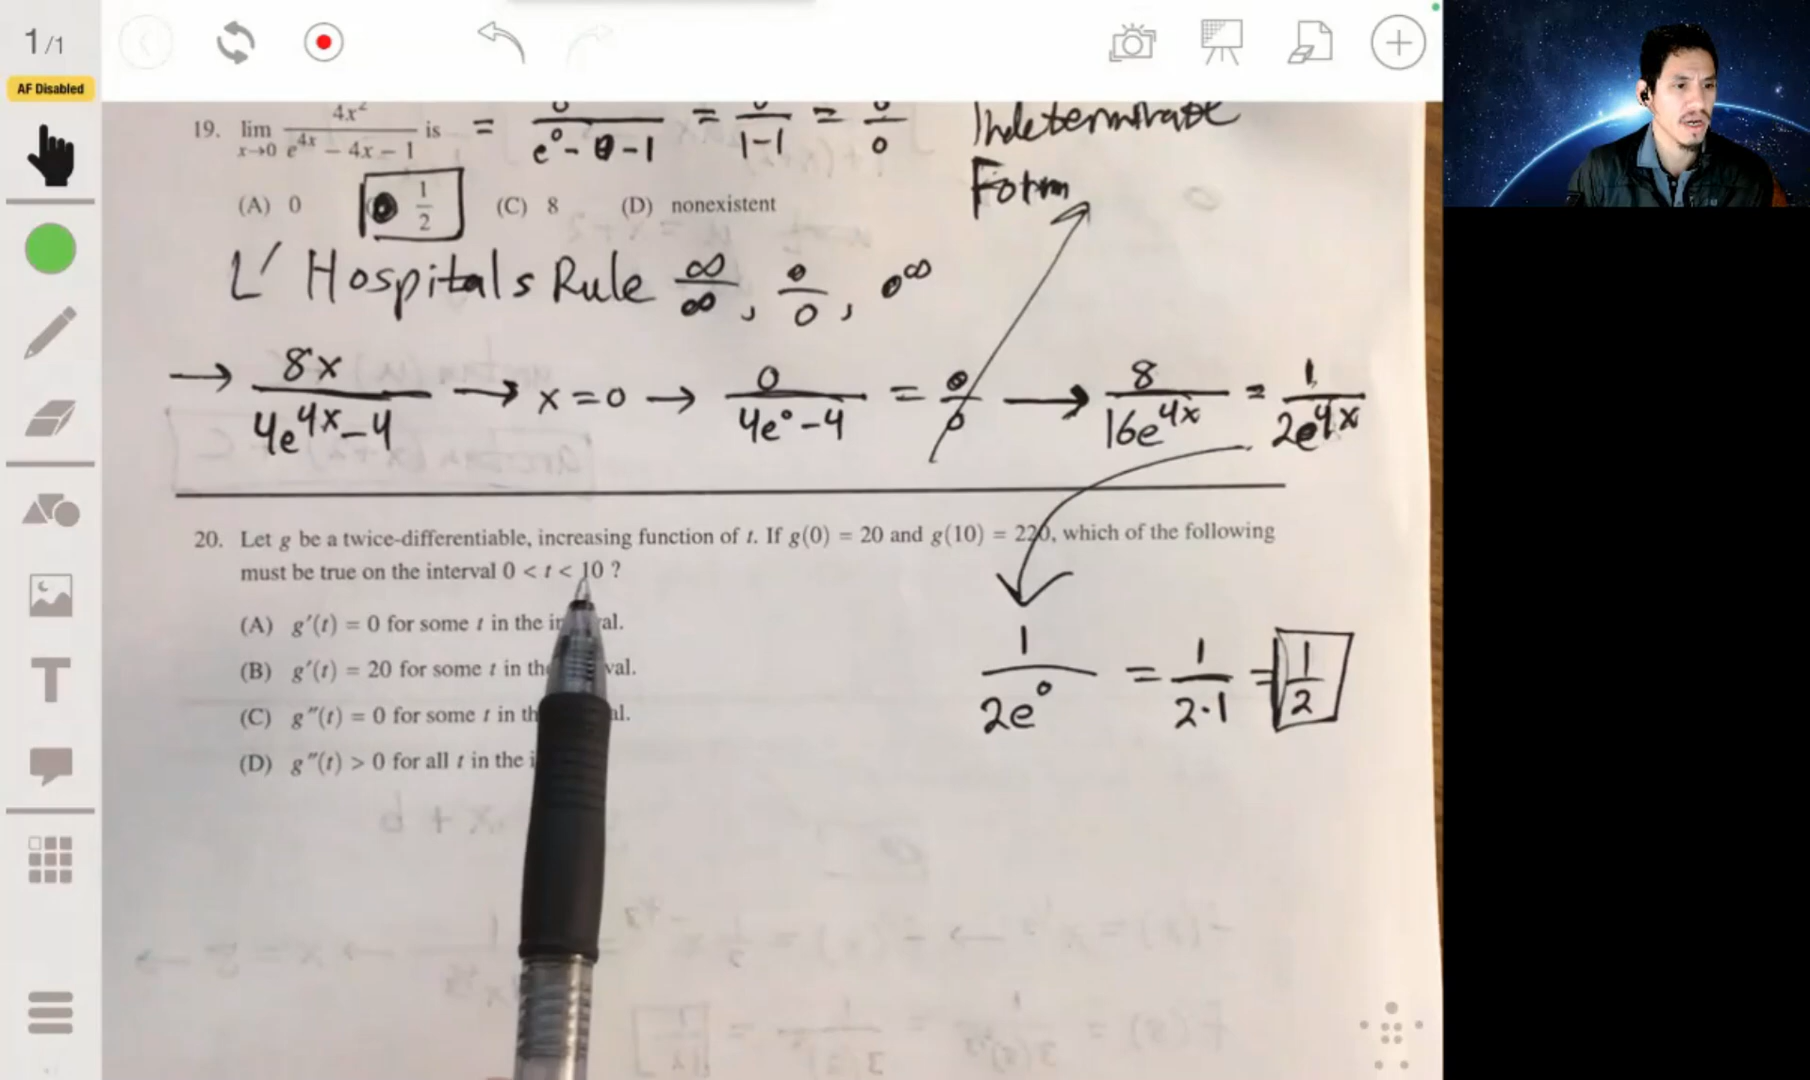 1/1
AF Disabled
19. lim x→0 4x² / e^{4x} − 4x − 1 is = 0 / e⁰ - 0 - 1 = 0 / 1-1 = 0 / 0 Indeterminate
Form
(A) 0 1/2 (C) 8 (D) nonexistent
L' Hospitals Rule ∞/∞, 0/0, 0^∞
→ 8x / 4e^{4x} - 4 → x = 0 → 0 / 4e⁰ - 4 = 0/0 → 8 / 16e^{4x} = 1 / 2e^{4x}
20. Let g be a twice-differentiable, increasing function of t. If g(0) = 20 and g(10) = 220, which of the following
must be true on the interval 0 < t < 10 ?
(A) g′(t) = 0 for some t in the
(B) g′(t) = 20 for some t in the
(C) g″(t) = 0 for some t in
(D) g″(t) > 0 for all t in the
1 / 2e⁰ = 1 / 2·1 = 1/2
T